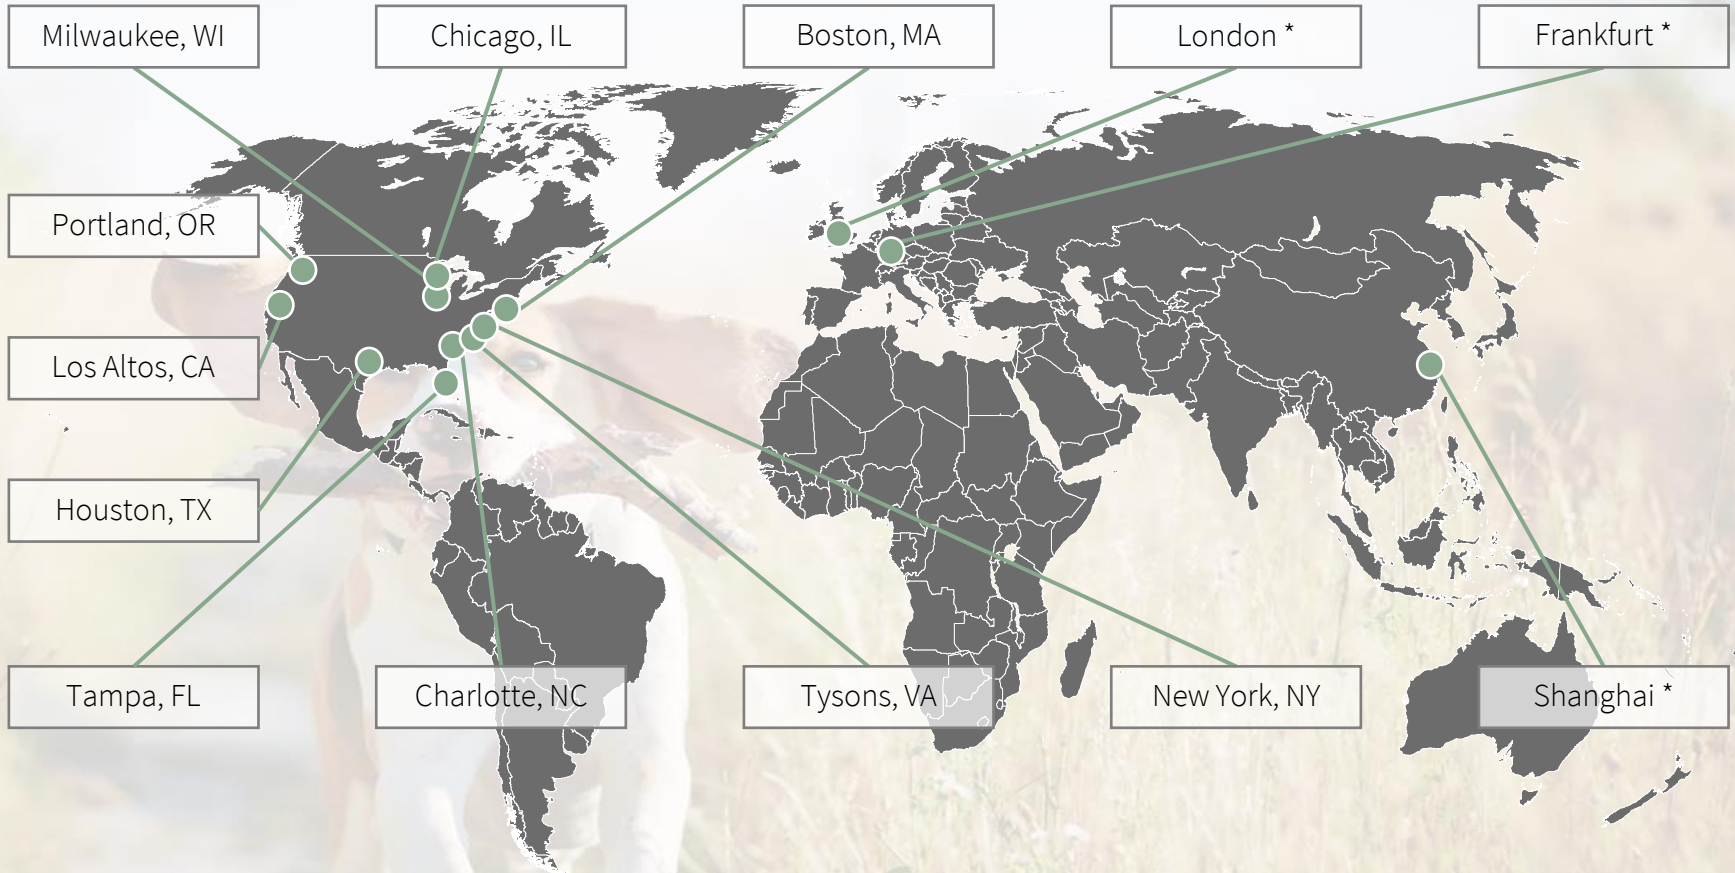 Milwaukee, WI
Chicago, IL
Boston, MA
London *
Frankfurt *
Portland, OR
Los Altos, CA
Houston, TX
Tampa, FL
Charlotte, NC
Tysons, VA
New York, NY
Shanghai *